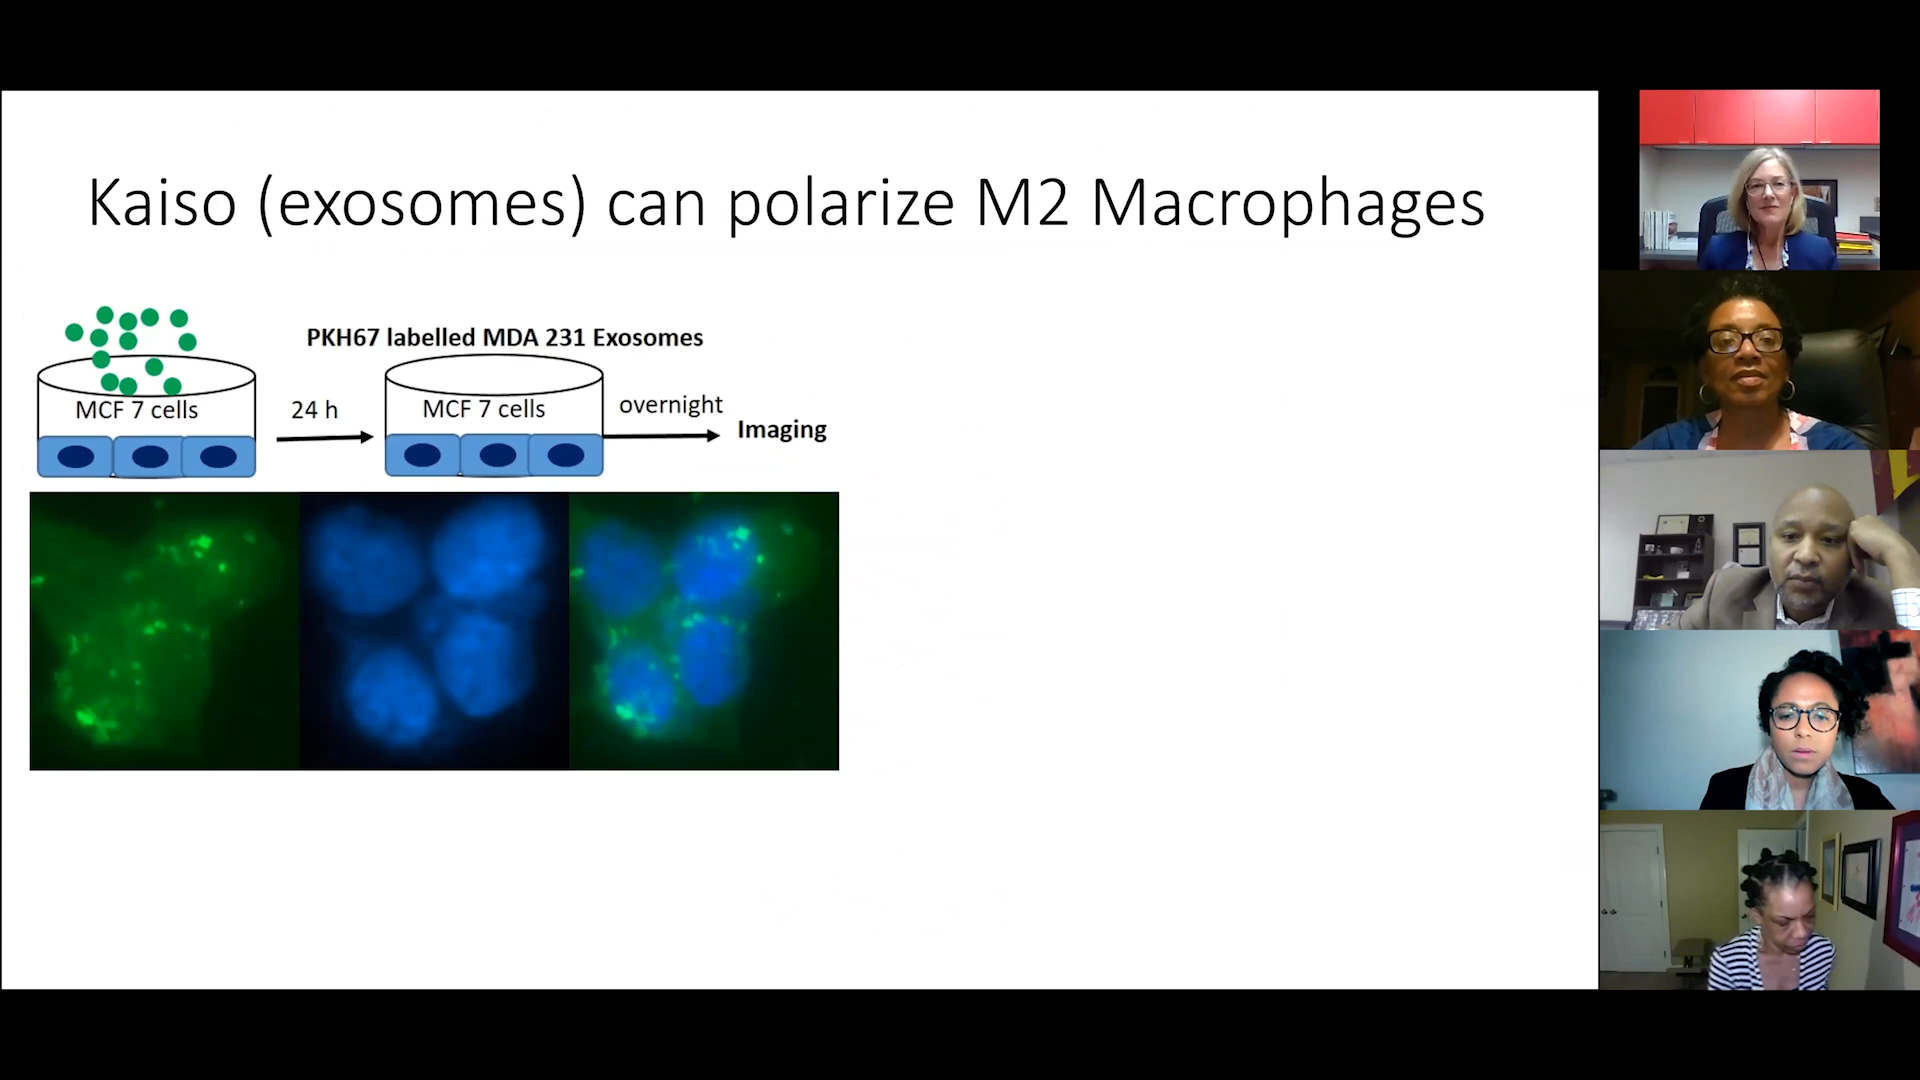 Kaiso (exosomes) can polarize M2 Macrophages
PKH67 labelled MDA 231 Exosomes
MCF 7 cells
24 h
MCF 7 cells
overnight
Imaging